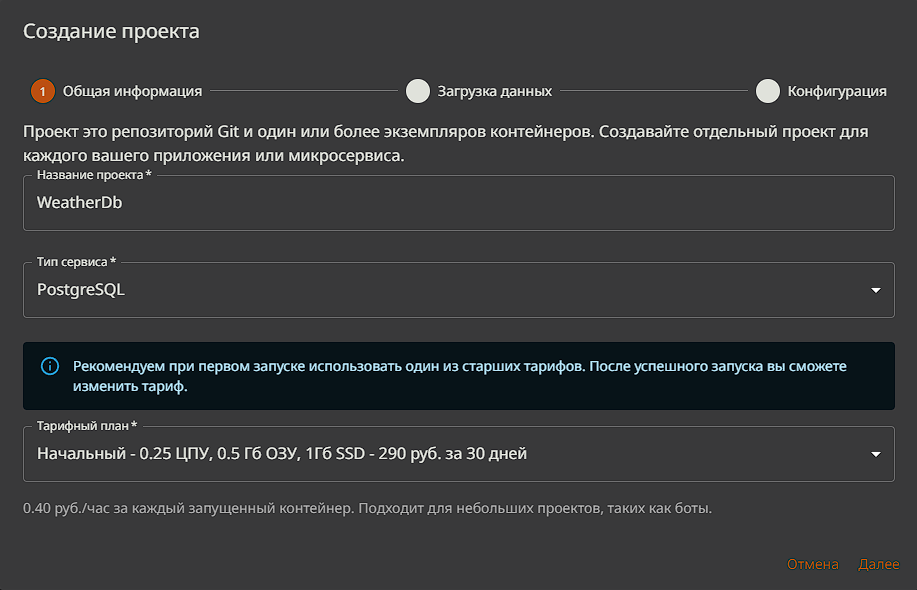 Создание проекта
1 Общая информация
Загрузка данных
Конфигурация
Проект это репозиторий Git и один или более экземпляров контейнеров. Создавайте отдельный проект для
каждого вашего приложения или микросервиса.
Название проекта *
WeatherDb
Тип сервиса *
PostgreSQL
Рекомендуем при первом запуске использовать один из старших тарифов. После успешного запуска вы сможете
изменить тариф.
Тарифный план *
Начальный - 0.25 ЦПУ, 0.5 Гб ОЗУ, 1Гб SSD - 290 руб. за 30 дней
0.40 руб./час за каждый запущенный контейнер. Подходит для небольших проектов, таких как боты.
Отмена
Далее